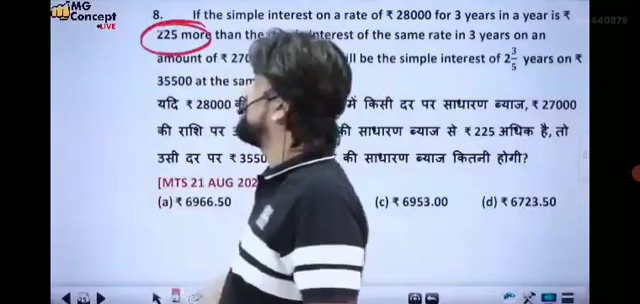 MG
Concept
LIVE
8. If the simple interest on a rate of ₹ 28000 for 3 years in a year is ₹
225 more than the interest of the same rate in 3 years on an
amount of ₹ 270 ll be the simple interest of 2 3/5 years on ₹
35500 at the sam
यदि ₹ 28000 में किसी दर पर साधारण ब्याज, ₹ 27000
की राशि पर 3 की साधारण ब्याज से ₹ 225 अधिक है, तो
उसी दर पर ₹ 3550 की साधारण ब्याज कितनी होगी?
[MTS 21 AUG 202
(a) ₹ 6966.50 (c) ₹ 6953.00 (d) ₹ 6723.50
25